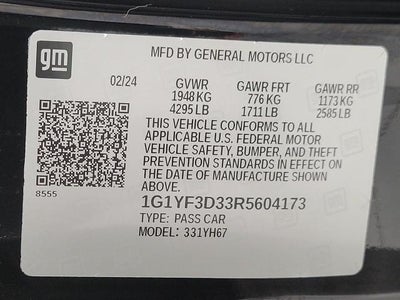 gm
MFD BY GENERAL MOTORS LLC
02/24
GVWR GAWR FRT GAWR RR
1948 KG 776 KG 1173 KG
4295 LB 1711 LB 2585 LB
THIS VEHICLE CONFORMS TO ALL
APPLICABLE U.S. FEDERAL MOTOR
VEHICLE SAFETY, BUMPER, AND THEFT
PREVENTION STANDARDS IN EFFECT ON
THE DATE OF MANUFACTURE SHOWN
ABOVE.
8555
1G1YF3D33R5604173
TYPE: PASS CAR
MODEL: 331YH67